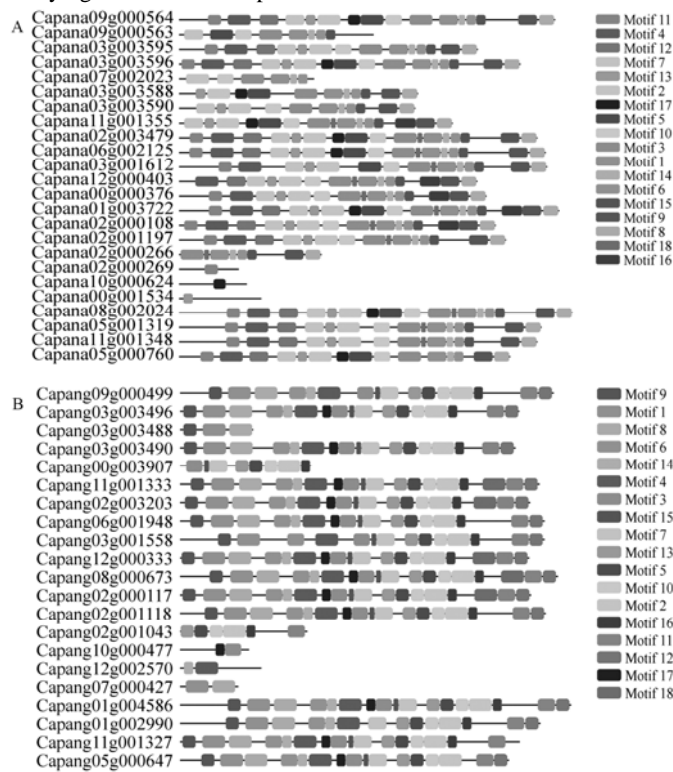 A
Capana09g000564
Capana09g000563
Capana03g003595
Capana03g003596
Capana07g002023
Capana03g003588
Capana03g003590
Capana11g001355
Capana02g003479
Capana06g002125
Capana03g001612
Capana12g000403
Capana00g000376
Capana01g003722
Capana02g000108
Capana02g001197
Capana02g000266
Capana02g000269
Capana10g000624
Capana00g001534
Capana08g002024
Capana05g001319
Capana11g001348
Capana05g000760
Motif 11
Motif 4
Motif 12
Motif 7
Motif 13
Motif 2
Motif 17
Motif 5
Motif 10
Motif 3
Motif 1
Motif 14
Motif 6
Motif 15
Motif 9
Motif 8
Motif 18
Motif 16
B
Capang09g000499
Capang03g003496
Capang03g003488
Capang03g003490
Capang00g003907
Capang11g001333
Capang02g003203
Capang06g001948
Capang03g001558
Capang12g000333
Capang08g000673
Capang02g000117
Capang02g001118
Capang02g001043
Capang10g000477
Capang12g002570
Capang07g000427
Capang01g004586
Capang01g002990
Capang11g001327
Capang05g000647
Motif 9
Motif 1
Motif 8
Motif 6
Motif 14
Motif 4
Motif 3
Motif 15
Motif 7
Motif 13
Motif 5
Motif 10
Motif 2
Motif 16
Motif 11
Motif 12
Motif 17
Motif 18